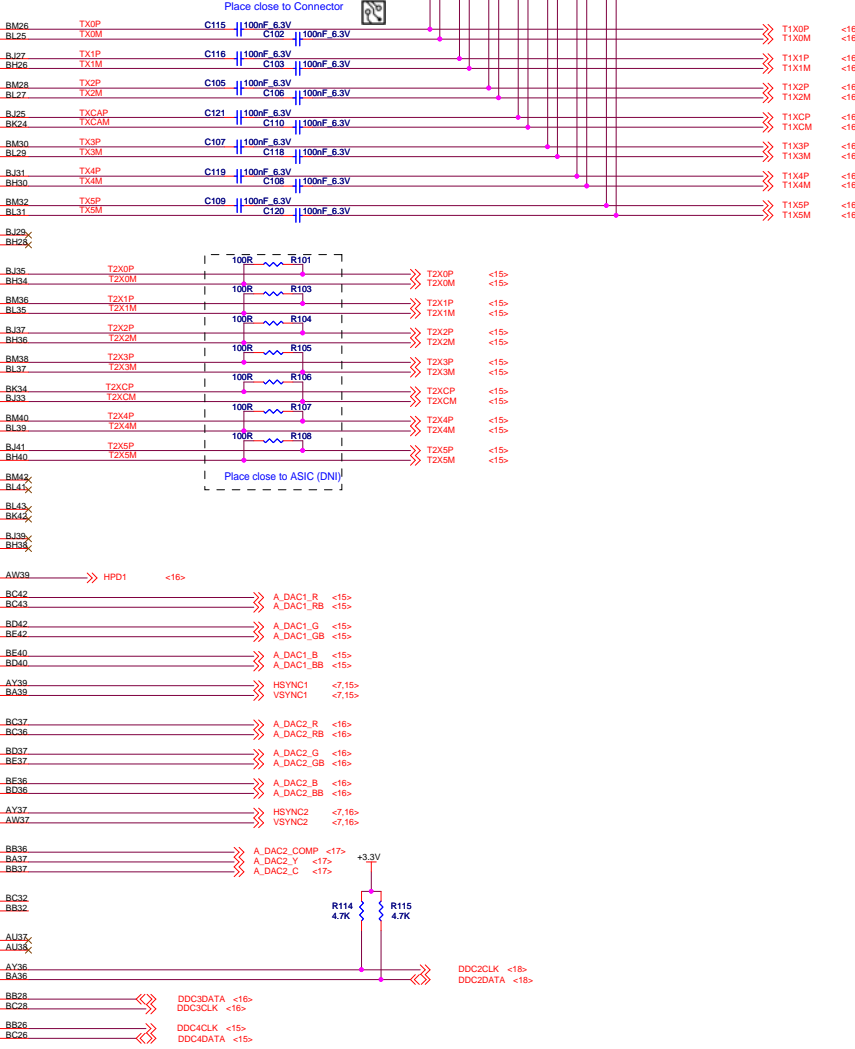 Place close to Connector
BM26 TX0P C115 100nF_6.3V T1X0P <16
BL25 TX0M C102 100nF_6.3V T1X0M <16
BJ27 TX1P C116 100nF_6.3V T1X1P <16
BH26 TX1M C103 100nF_6.3V T1X1M <16
BM28 TX2P C105 100nF_6.3V T1X2P <16
BL27 TX2M C106 100nF_6.3V T1X2M <16
BJ25 TXCAP C121 100nF_6.3V T1XCP <16
BK24 TXCAM C110 100nF_6.3V T1XCM <16
BM30 TX3P C107 100nF_6.3V T1X3P <16
BL29 TX3M C118 100nF_6.3V T1X3M <16
BJ31 TX4P C119 100nF_6.3V T1X4P <16
BH30 TX4M C108 100nF_6.3V T1X4M <16
BM32 TX5P C109 100nF_6.3V T1X5P <16
BL31 TX5M C120 100nF_6.3V T1X5M <16
BJ29
BH28
100R R101
BJ35 T2X0P T2X0P <15>
BH34 T2X0M T2X0M <15>
100R R103
BM36 T2X1P T2X1P <15>
BL35 T2X1M T2X1M <15>
100R R104
BJ37 T2X2P T2X2P <15>
BH36 T2X2M T2X2M <15>
100R R105
BM38 T2X3P T2X3P <15>
BL37 T2X3M T2X3M <15>
100R R106
BK34 T2XCP T2XCP <15>
BJ33 T2XCM T2XCM <15>
100R R107
BM40 T2X4P T2X4P <15>
BL39 T2X4M T2X4M <15>
100R R108
BJ41 T2X5P T2X5P <15>
BH40 T2X5M T2X5M <15>
Place close to ASIC (DNI)
BM42
BL41
BL43
BK42
BJ39
BH38
AW39 HPD1 <16>
BC42 A_DAC1_R <15>
BC43 A_DAC1_RB <15>
BD42 A_DAC1_G <15>
BE42 A_DAC1_GB <15>
BE40 A_DAC1_B <15>
BD40 A_DAC1_BB <15>
AY39 HSYNC1 <7,15>
BA39 VSYNC1 <7,15>
BC37 A_DAC2_R <16>
BC36 A_DAC2_RB <16>
BD37 A_DAC2_G <16>
BE37 A_DAC2_GB <16>
BE36 A_DAC2_B <16>
BD36 A_DAC2_BB <16>
AY37 HSYNC2 <7,16>
AW37 VSYNC2 <7,16>
BB36 A_DAC2_COMP <17>
BA37 A_DAC2_Y <17>
BB37 A_DAC2_C <17>
+3.3V
BC32
BB32
R114 R115
4.7K 4.7K
AU37
AU38
AY36 DDC2CLK <18>
BA36 DDC2DATA <18>
BB28 DDC3DATA <16>
BC28 DDC3CLK <16>
BB26 DDC4CLK <15>
BC26 DDC4DATA <15>